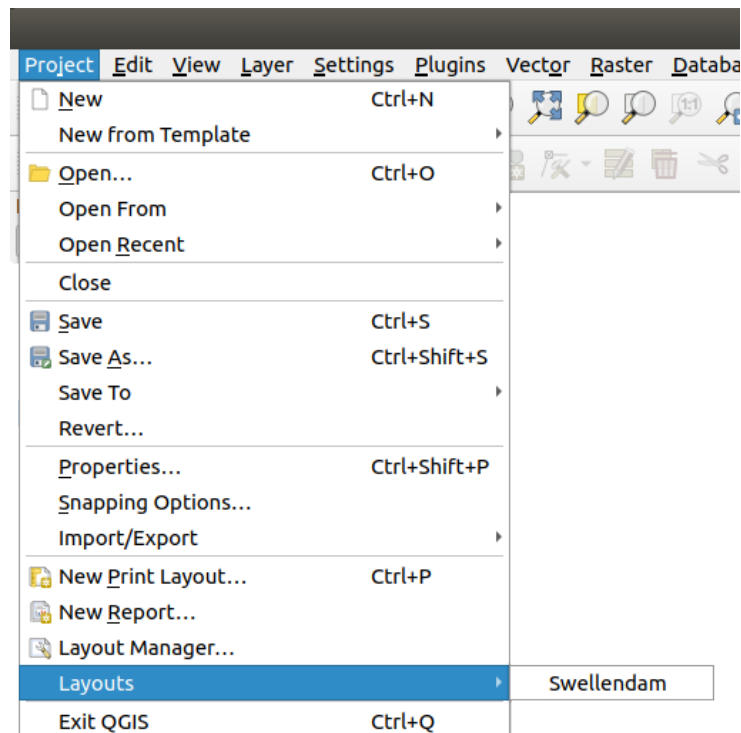 Project Edit View Layer Settings Plugins Vector Raster Databa
New Ctrl+N
New from Template
Open... Ctrl+O
Open From
Open Recent
Close
Save Ctrl+S
Save As... Ctrl+Shift+S
Save To
Revert...
Properties... Ctrl+Shift+P
Snapping Options...
Import/Export
New Print Layout... Ctrl+P
New Report...
Layout Manager...
Layouts Swellendam
Exit QGIS Ctrl+Q